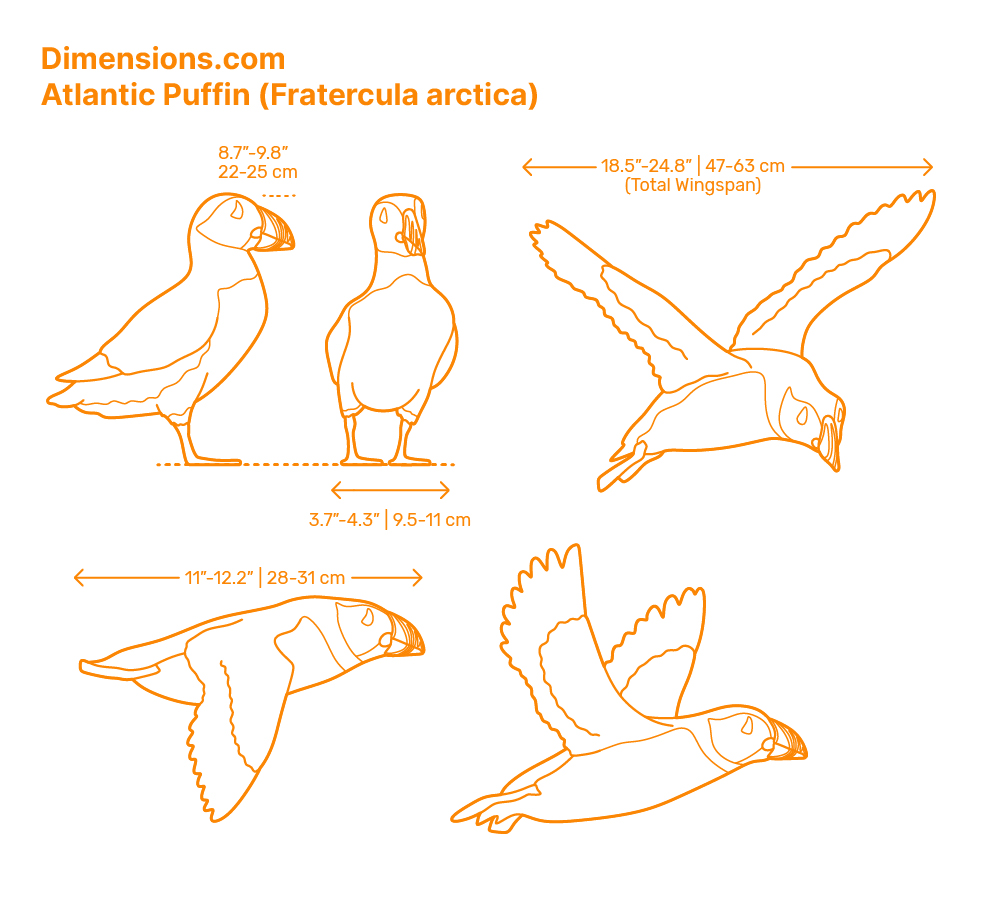 Dimensions.com
Atlantic Puffin (Fratercula arctica)
8.7"-9.8"
22-25 cm
18.5"-24.8" | 47-63 cm
(Total Wingspan)
3.7"-4.3" | 9.5-11 cm
11"-12.2" | 28-31 cm